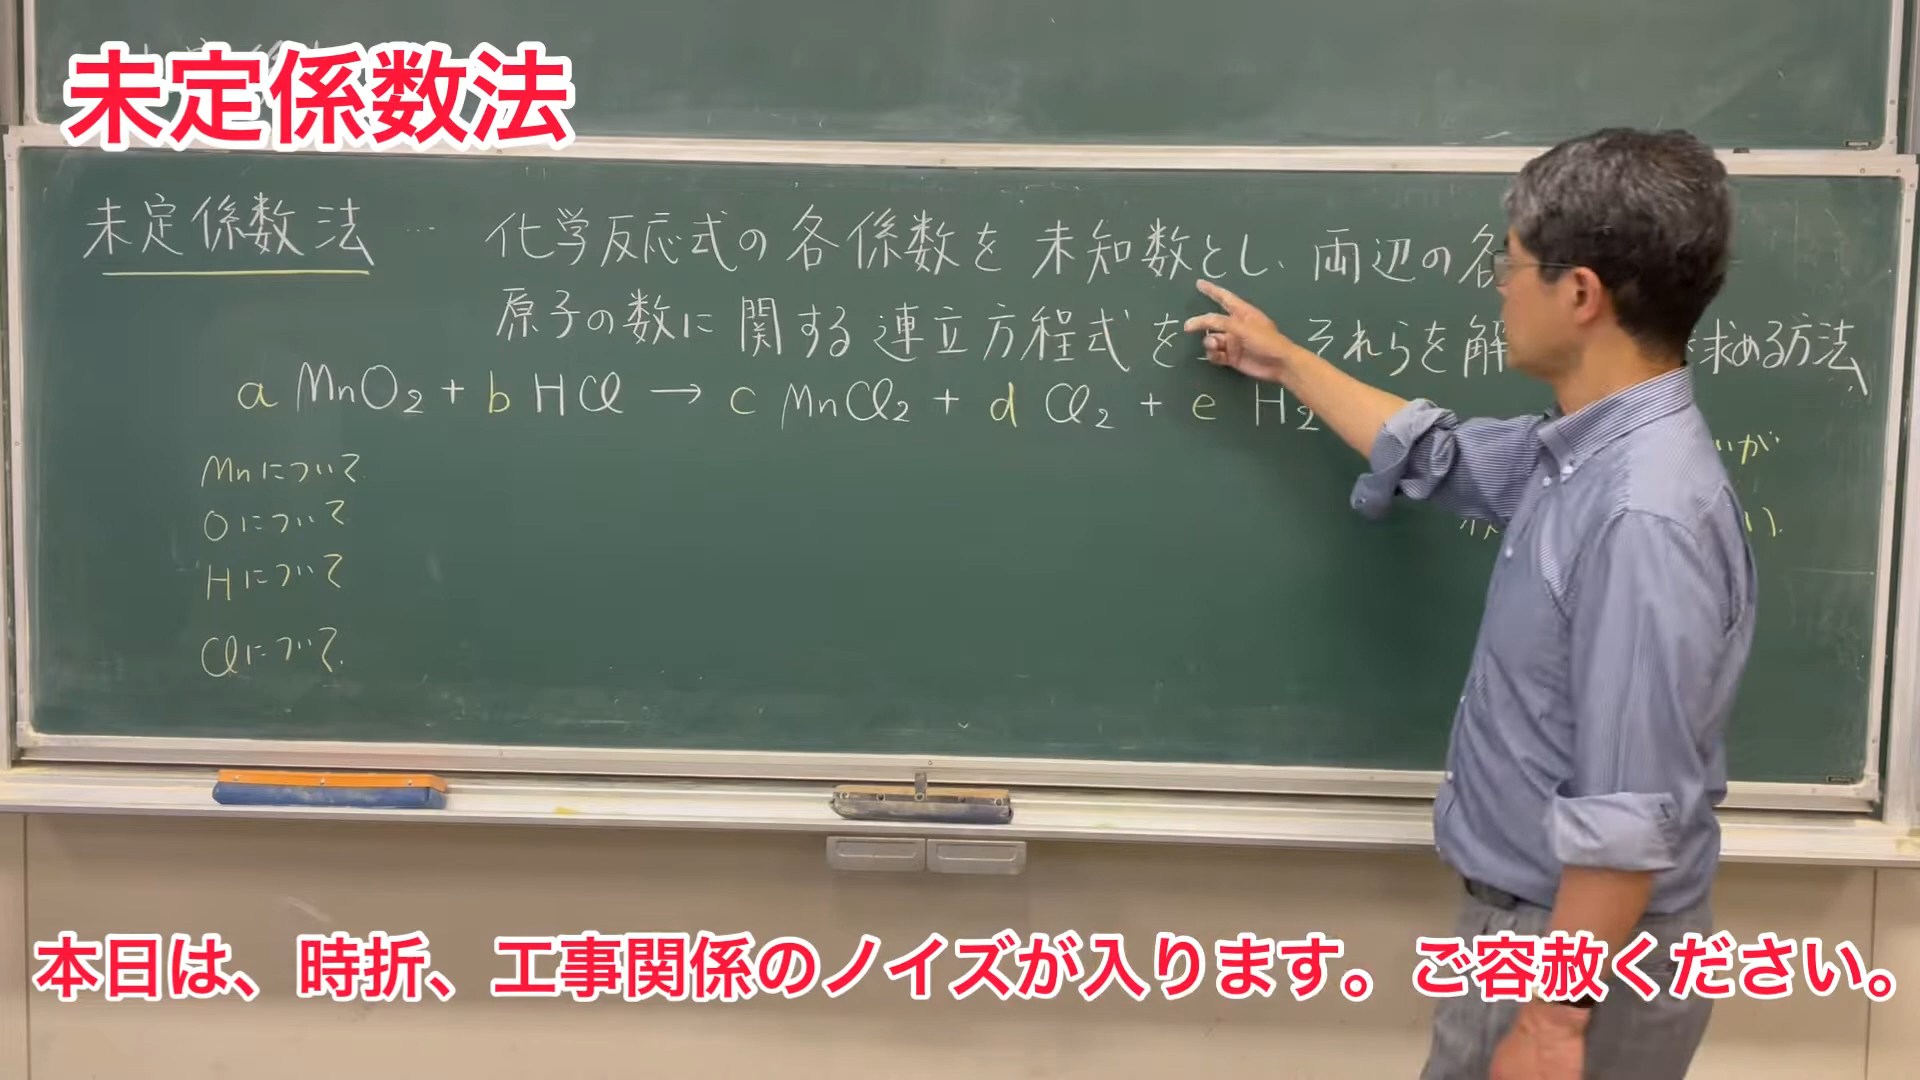 未定係数法
未定係数法 … 化学反応式の各係数を未知数とし、両辺の各
原子の数に関する連立方程式を それらを解 求める方法
a MnO₂ + b HCl → c MnCl₂ + d Cl₂ + e H₂
が
Mnについて
Oについて
い).
Hについて
Clについて.
本日は、時折、工事関係のノイズが入ります。ご容赦ください。